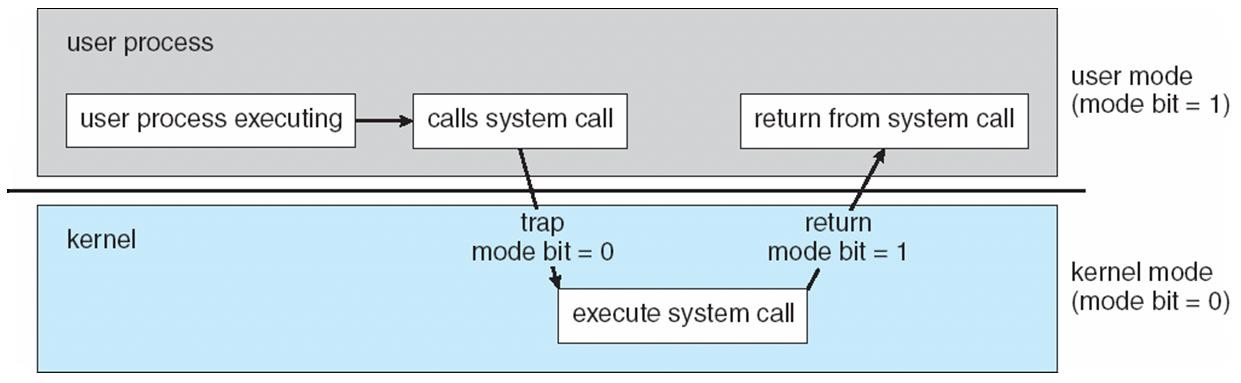 user process
user process executing
calls system call
return from system call
user mode
(mode bit = 1)
kernel
trap
mode bit = 0
return
mode bit = 1
execute system call
kernel mode
(mode bit = 0)